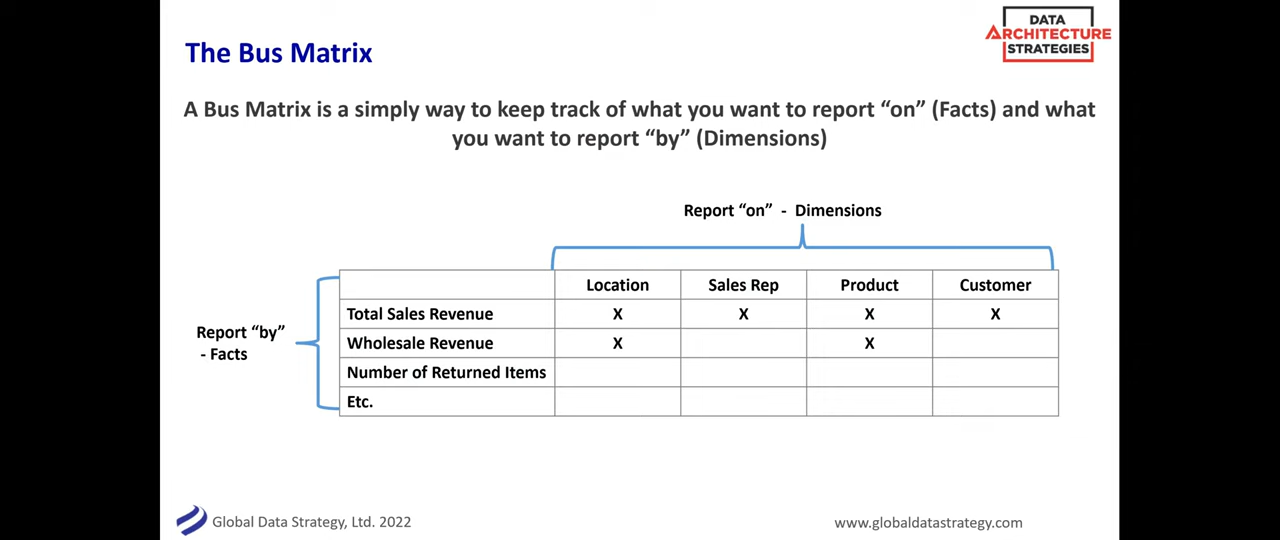 The Bus Matrix
DATA
ARCHITECTURE
STRATEGIES
A Bus Matrix is a simply way to keep track of what you want to report “on” (Facts) and what
you want to report “by” (Dimensions)
Report “on” - Dimensions
Location Sales Rep Product Customer
Total Sales Revenue X X X X
Report “by”
- Facts
Wholesale Revenue X X
Number of Returned Items
Etc.
Global Data Strategy, Ltd. 2022
www.globaldatastrategy.com